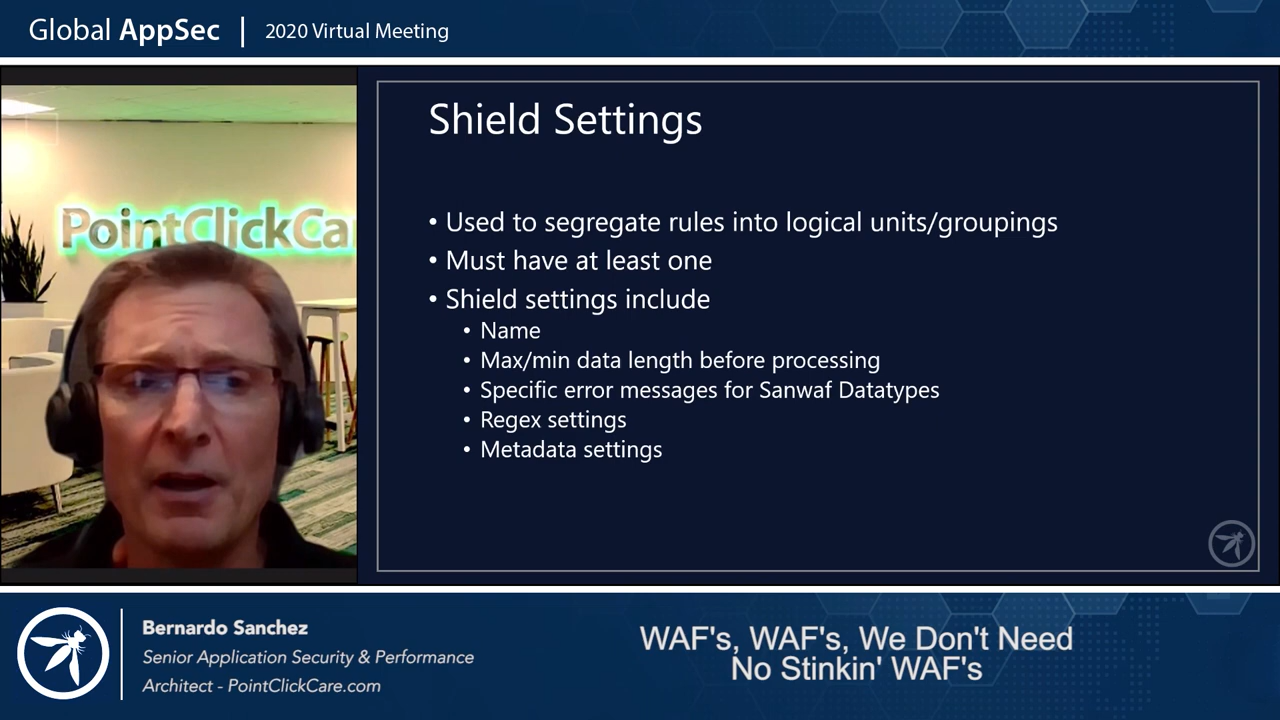 Global AppSec | 2020 Virtual Meeting
PointClickCa
Shield Settings
• Used to segregate rules into logical units/groupings
• Must have at least one
• Shield settings include
• Name
• Max/min data length before processing
• Specific error messages for Sanwaf Datatypes
• Regex settings
• Metadata settings
Bernardo Sanchez
Senior Application Security & Performance
Architect - PointClickCare.com
WAF's, WAF's, We Don't Need
No Stinkin' WAF's